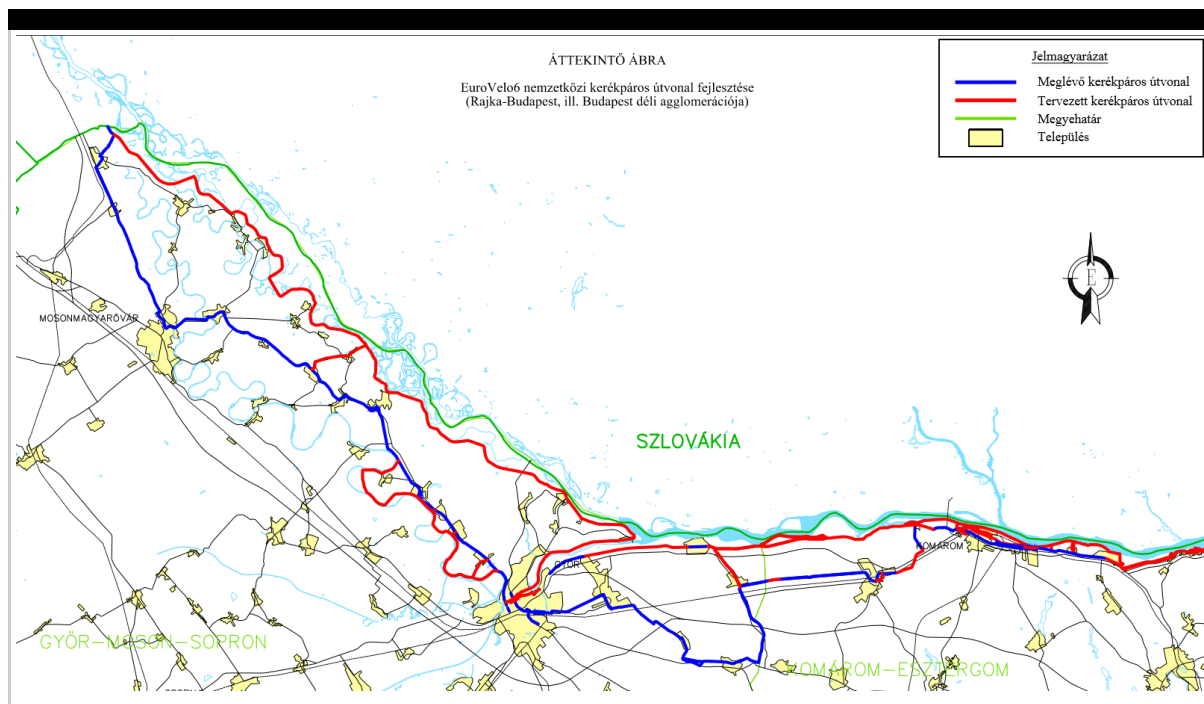 ÁTTEKINTŐ ÁBRA
EuroVelo6 nemzetközi kerékpáros útvonal fejlesztése
(Rajka-Budapest, ill. Budapest déli agglomerációja)
Jelmagyarázat
Meglévő kerékpáros útvonal
Tervezett kerékpáros útvonal
Megyehatár
Település
É
MOSONMAGYARÓVÁR
SZLOVÁKIA
KOMÁROM
GYŐR
GYŐR-MOSON-SOPRON
KOMÁROM-ESZTERGOM